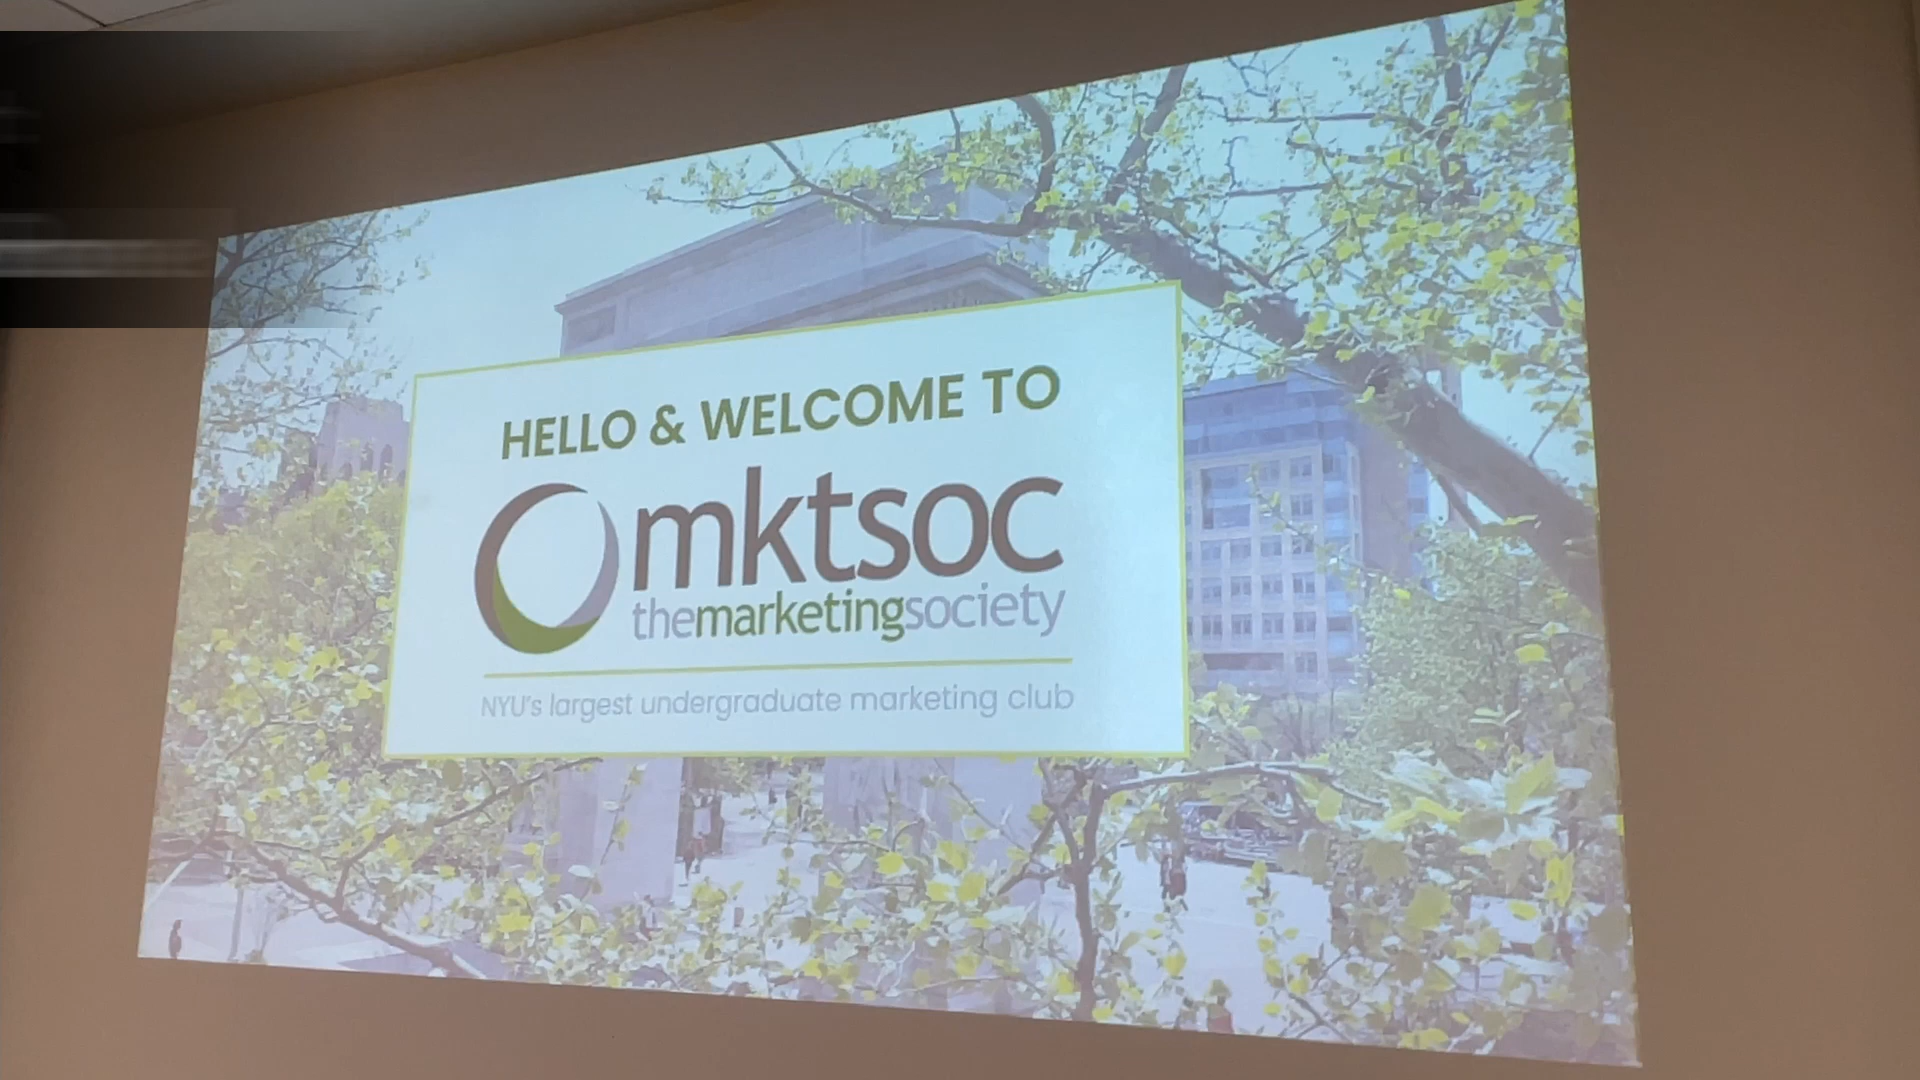 HELLO & WELCOME TO
mktsoc
themarketingsociety
NYU's largest undergraduate marketing club